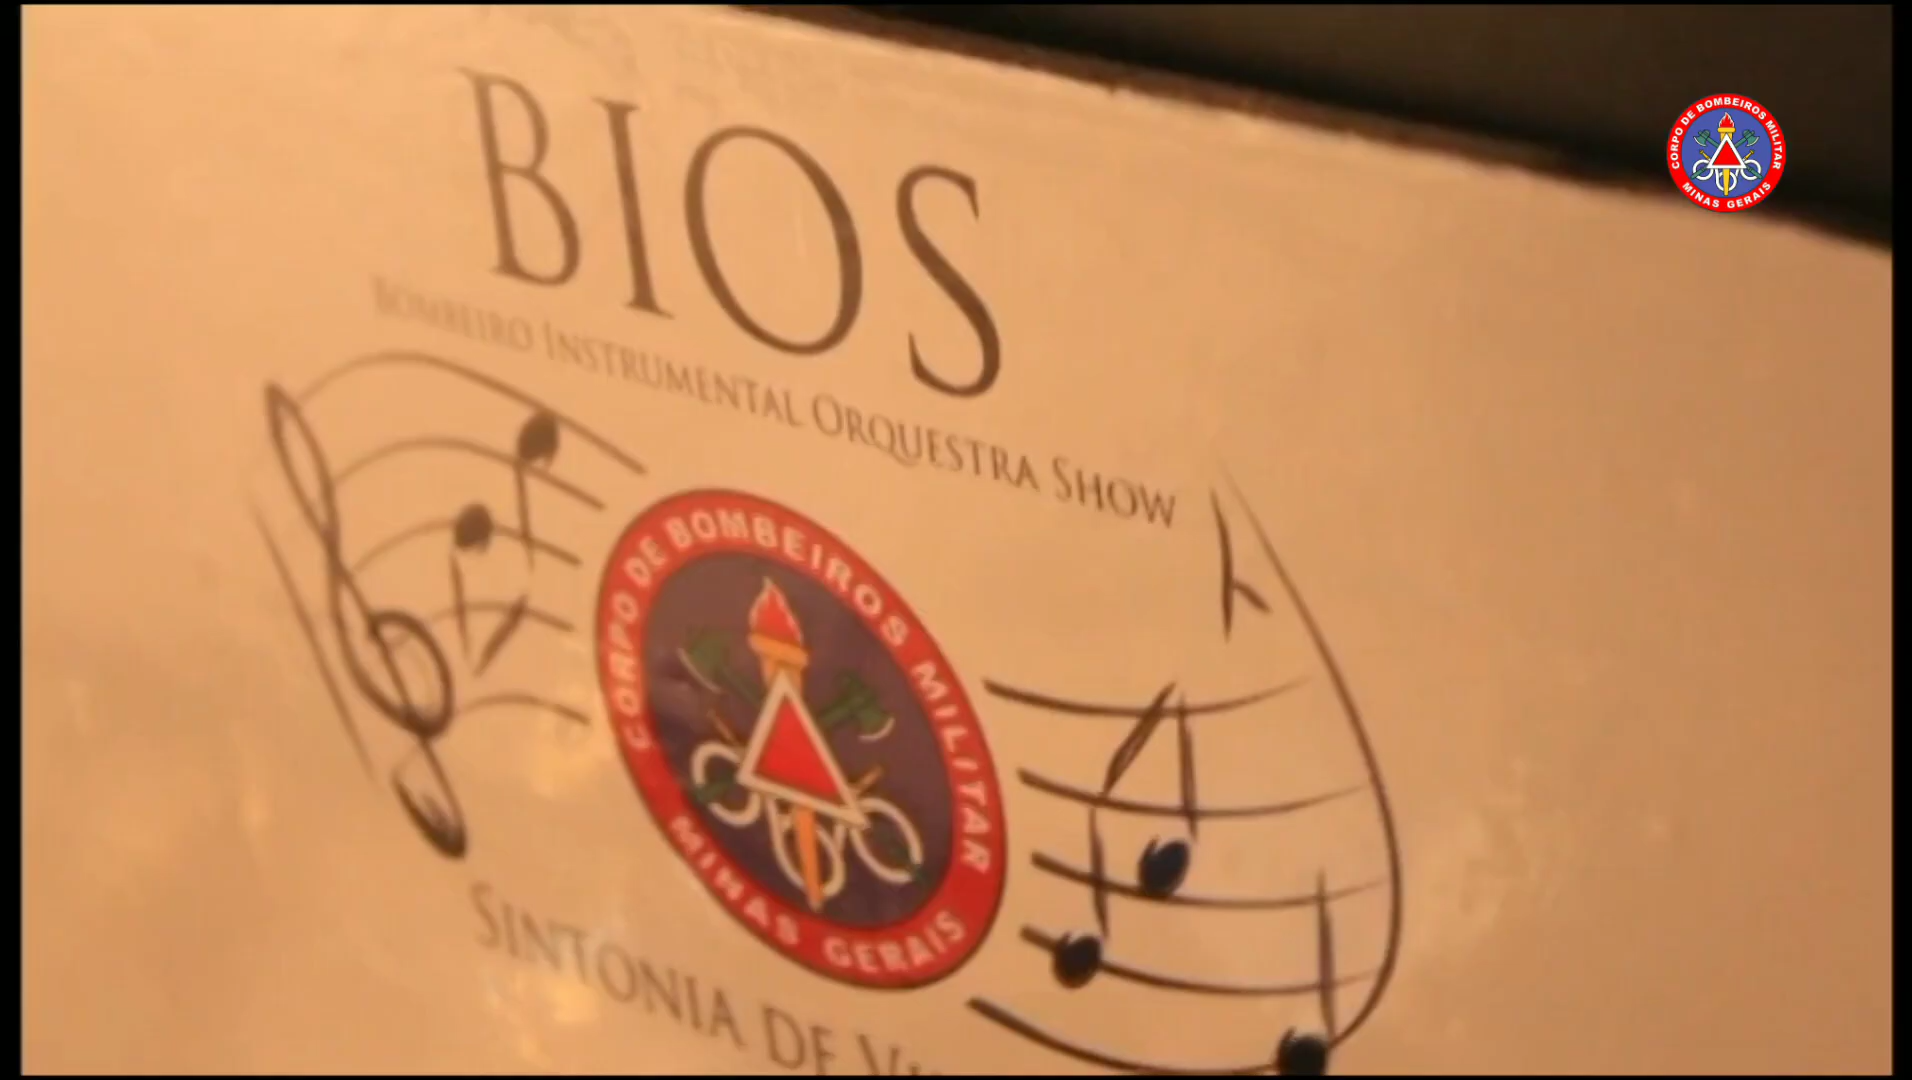 BIOS
BOMBEIRO INSTRUMENTAL ORQUESTRA SHOW
CORPO DE BOMBEIROS MILITAR
MINAS GERAIS
SINTONIA DE
CORPO DE BOMBEIROS MILITAR
MINAS GERAIS